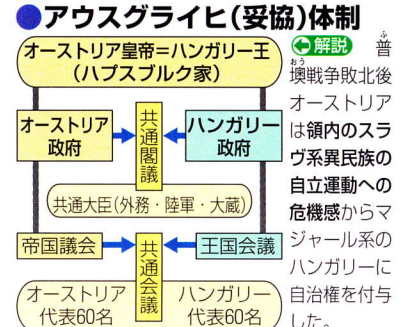 ●アウスグライヒ(妥協)体制
オーストリア皇帝=ハンガリー王
(ハプスブルク家)
オーストリア
政府
共通閣議
ハンガリー
政府
共通大臣(外務・陸軍・大蔵)
帝国議会
共通会議
王国会議
オーストリア
代表60名
ハンガリー
代表60名
解説 普
ふ
墺戦争敗北後
おう
オーストリア
は領内のスラ
ヴ系異民族の
自立運動への
危機感からマ
ジャール系の
ハンガリーに
自治権を付与
した。